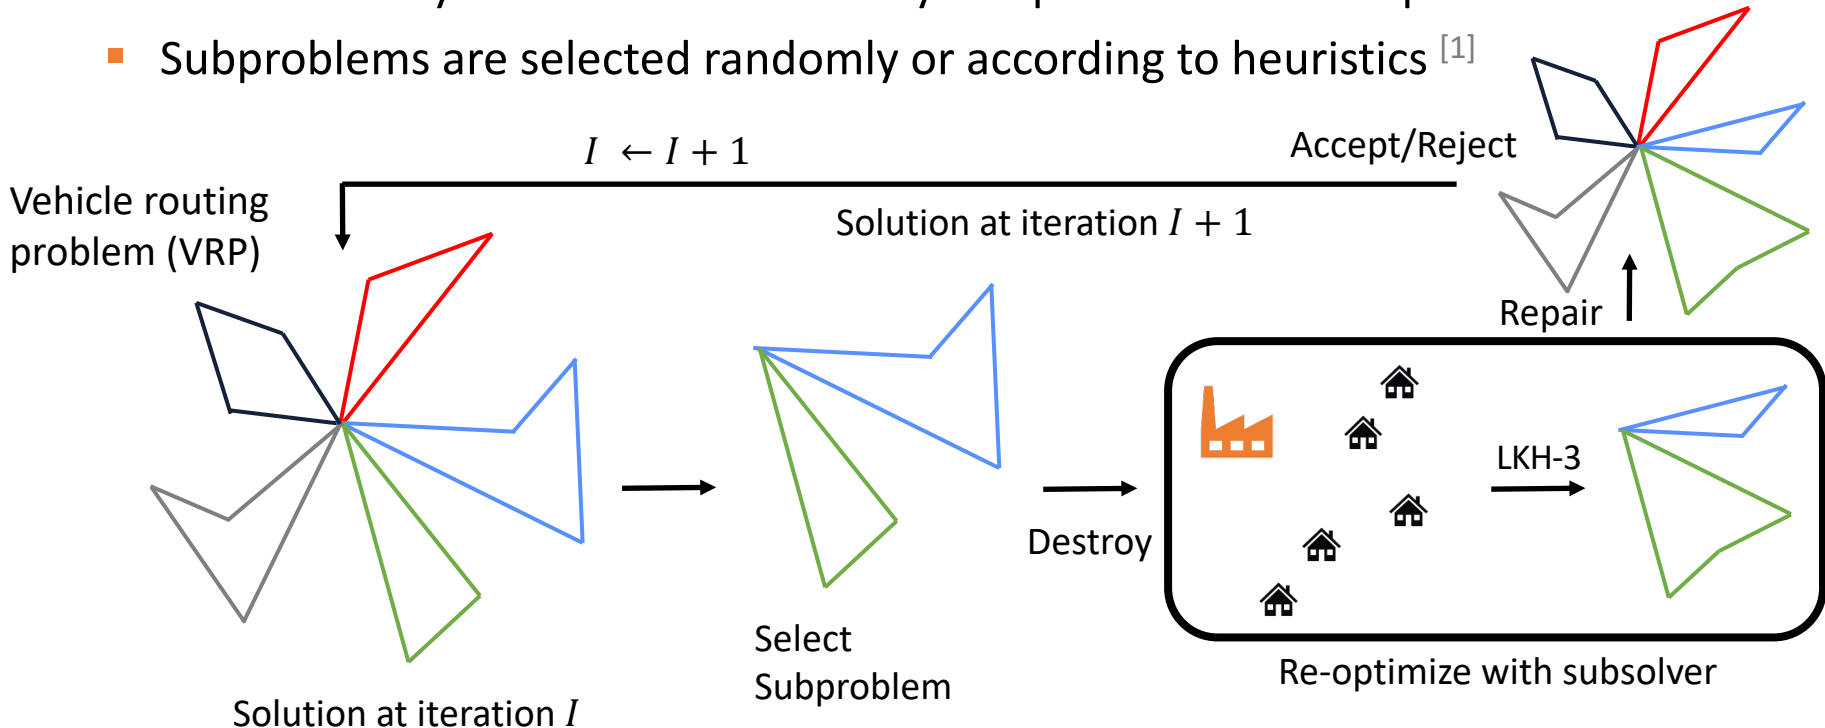 Subproblems are selected randomly or according to heuristics [1]
I ← I + 1
Accept/Reject
Vehicle routing
problem (VRP)
Solution at iteration I + 1
Repair
LKH-3
Destroy
Select
Subproblem
Re-optimize with subsolver
Solution at iteration I